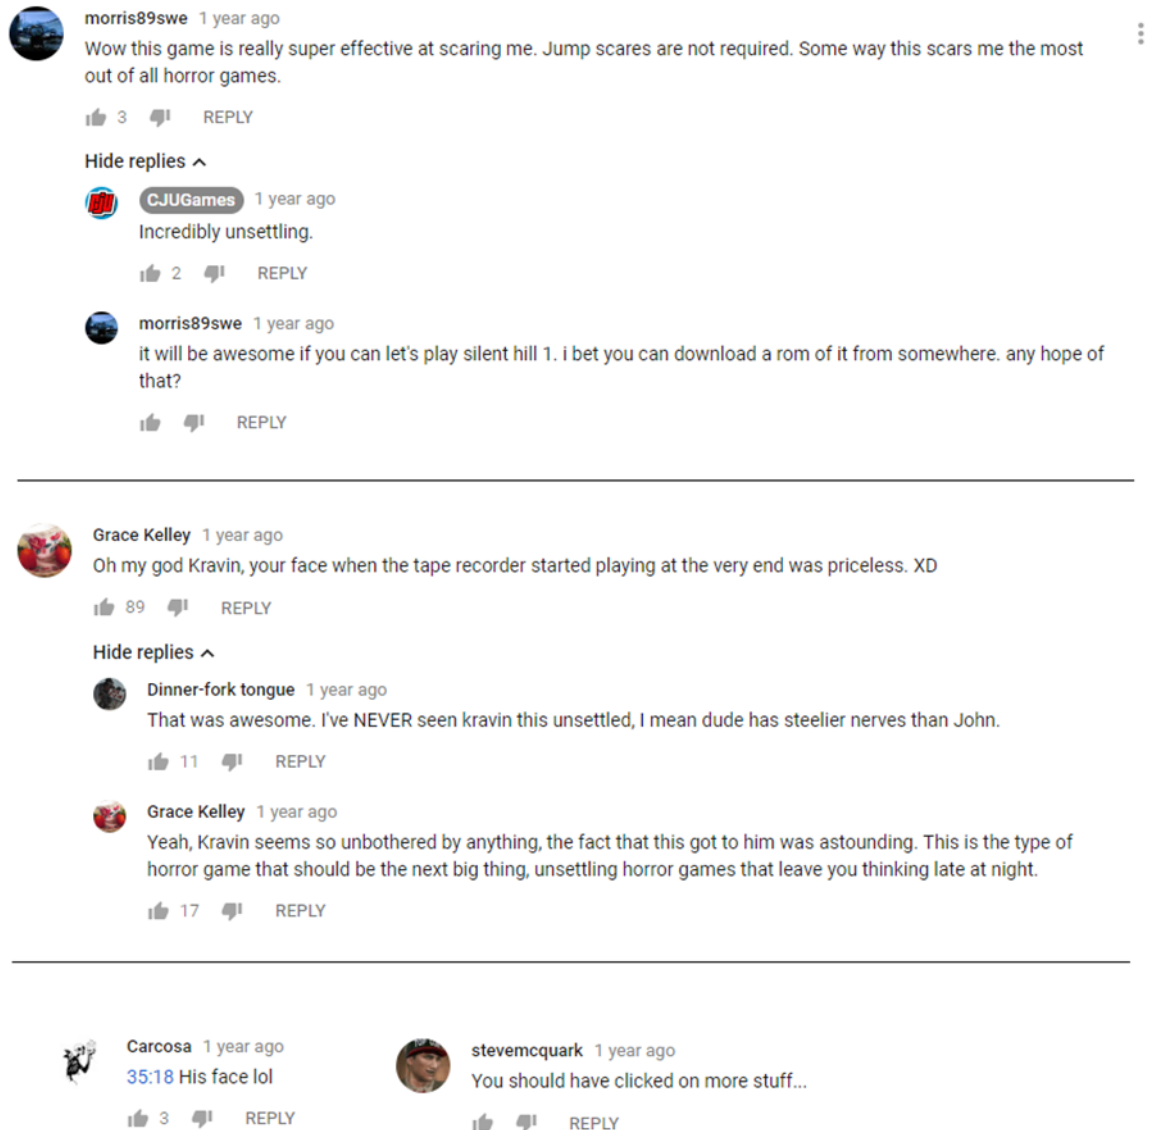 morris89swe 1 year ago
Wow this game is really super effective at scaring me. Jump scares are not required. Some way this scars me the most
out of all horror games.
3 REPLY
Hide replies
CJUGames 1 year ago
Incredibly unsettling.
2 REPLY
morris89swe 1 year ago
it will be awesome if you can let's play silent hill 1. i bet you can download a rom of it from somewhere. any hope of
that?
REPLY
Grace Kelley 1 year ago
Oh my god Kravin, your face when the tape recorder started playing at the very end was priceless. XD
89 REPLY
Hide replies
Dinner-fork tongue 1 year ago
That was awesome. I've NEVER seen kravin this unsettled, I mean dude has steelier nerves than John.
11 REPLY
Grace Kelley 1 year ago
Yeah, Kravin seems so unbothered by anything, the fact that this got to him was astounding. This is the type of
horror game that should be the next big thing, unsettling horror games that leave you thinking late at night.
17 REPLY
Carcosa 1 year ago
35:18 His face lol
3 REPLY
stevemcquark 1 year ago
You should have clicked on more stuff...
REPLY